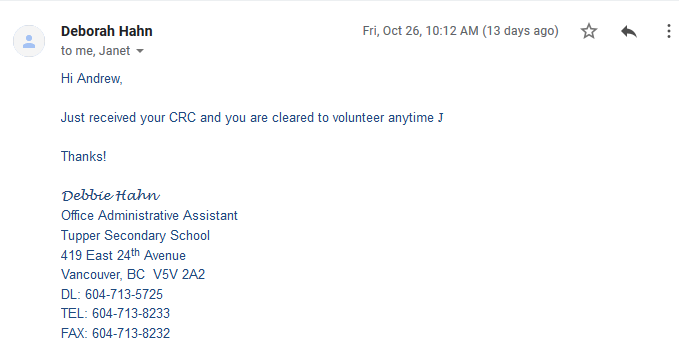 Deborah Hahn
Fri, Oct 26, 10:12 AM (13 days ago)
to me, Janet
Hi Andrew,
Just received your CRC and you are cleared to volunteer anytime J
Thanks!
Debbie Hahn
Office Administrative Assistant
Tupper Secondary School
419 East 24th Avenue
Vancouver, BC  V5V 2A2
DL: 604-713-5725
TEL: 604-713-8233
FAX: 604-713-8232